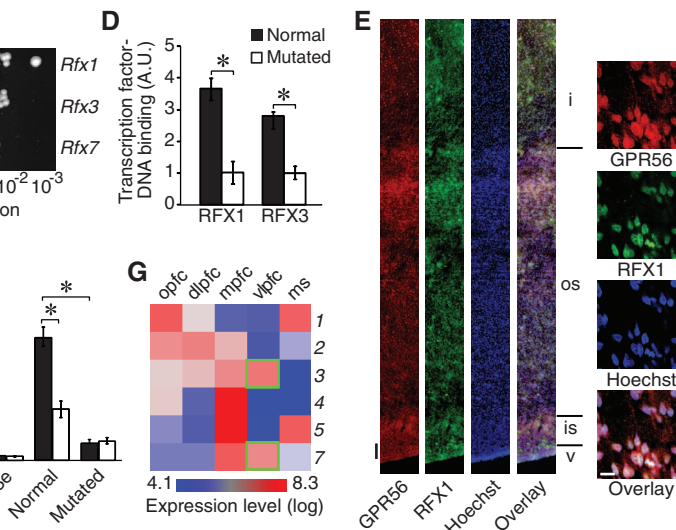 Rfx1
Rfx3
Rfx7
10-2 10-3
on
D
Normal
Mutated
Transcription factor-
DNA binding (A.U.)
5
4
3
2
1
0
*
*
RFX1 RFX3
E
i
os
is
v
GPR56
RFX1
Hoechst
Overlay
GPR56
RFX1
Hoechst
Overlay
*
*
se
Normal
Mutated
G
opfc
dlpfc
mpfc
vlpfc
ms
1
2
3
4
5
7
4.1 8.3
Expression level (log)